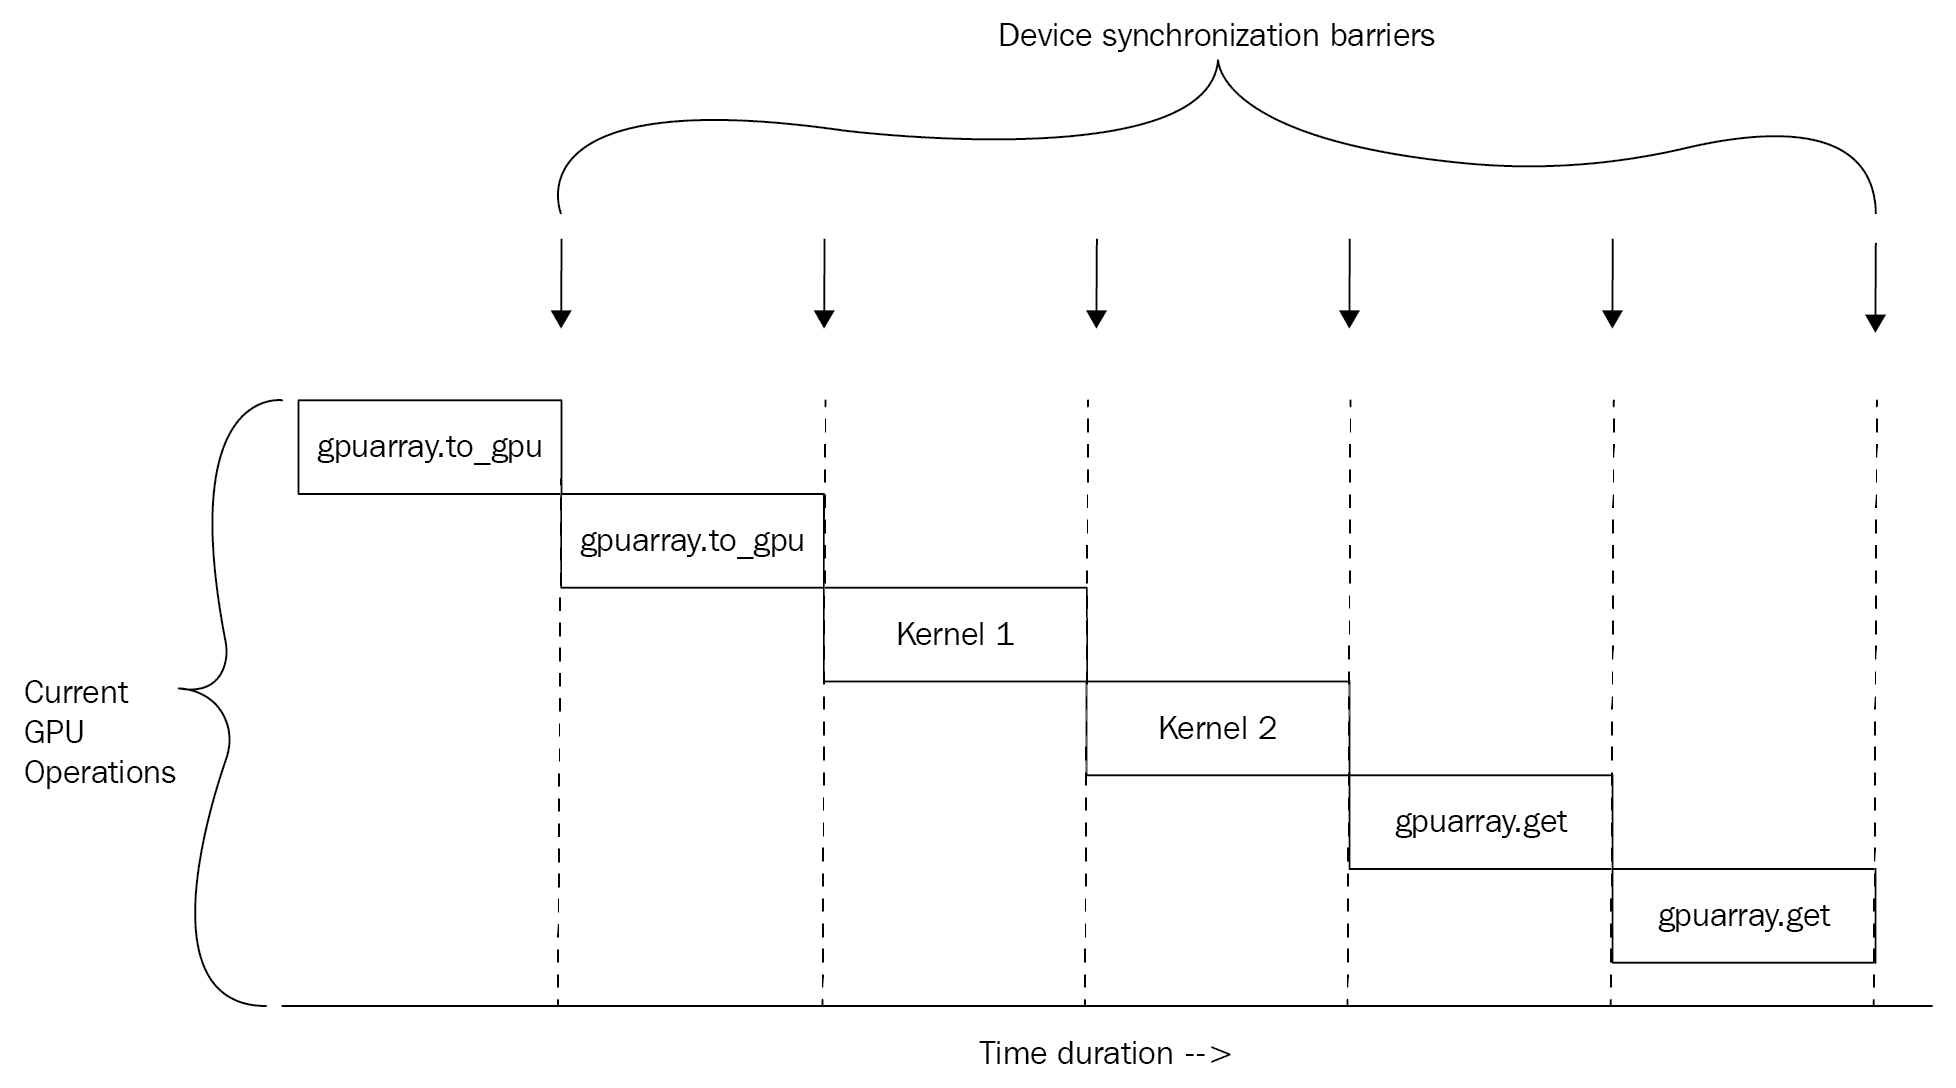 Device synchronization barriers
gpuarray.to_gpu
gpuarray.to_gpu
Kernel 1
Current
GPU
Operations
Kernel 2
gpuarray.get
gpuarray.get
Time duration -->